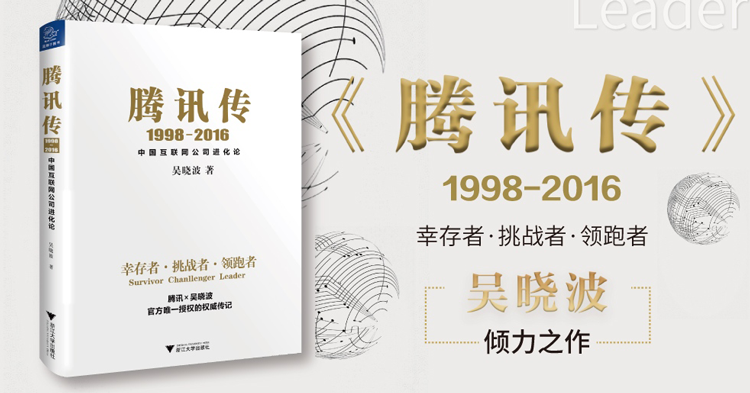 腾讯传
1998-2016
中国互联网公司进化论
吴晓波 著
腾讯传
1998-2016
中国互联网公司进化论
吴晓波 著
幸存者·挑战者·领跑者
Survivor Chanllenger Leader
腾讯×吴晓波
官方唯一授权的权威传记
浙江大学出版社
Leader
《腾讯传》
1998-2016
幸存者·挑战者·领跑者
吴晓波
倾力之作